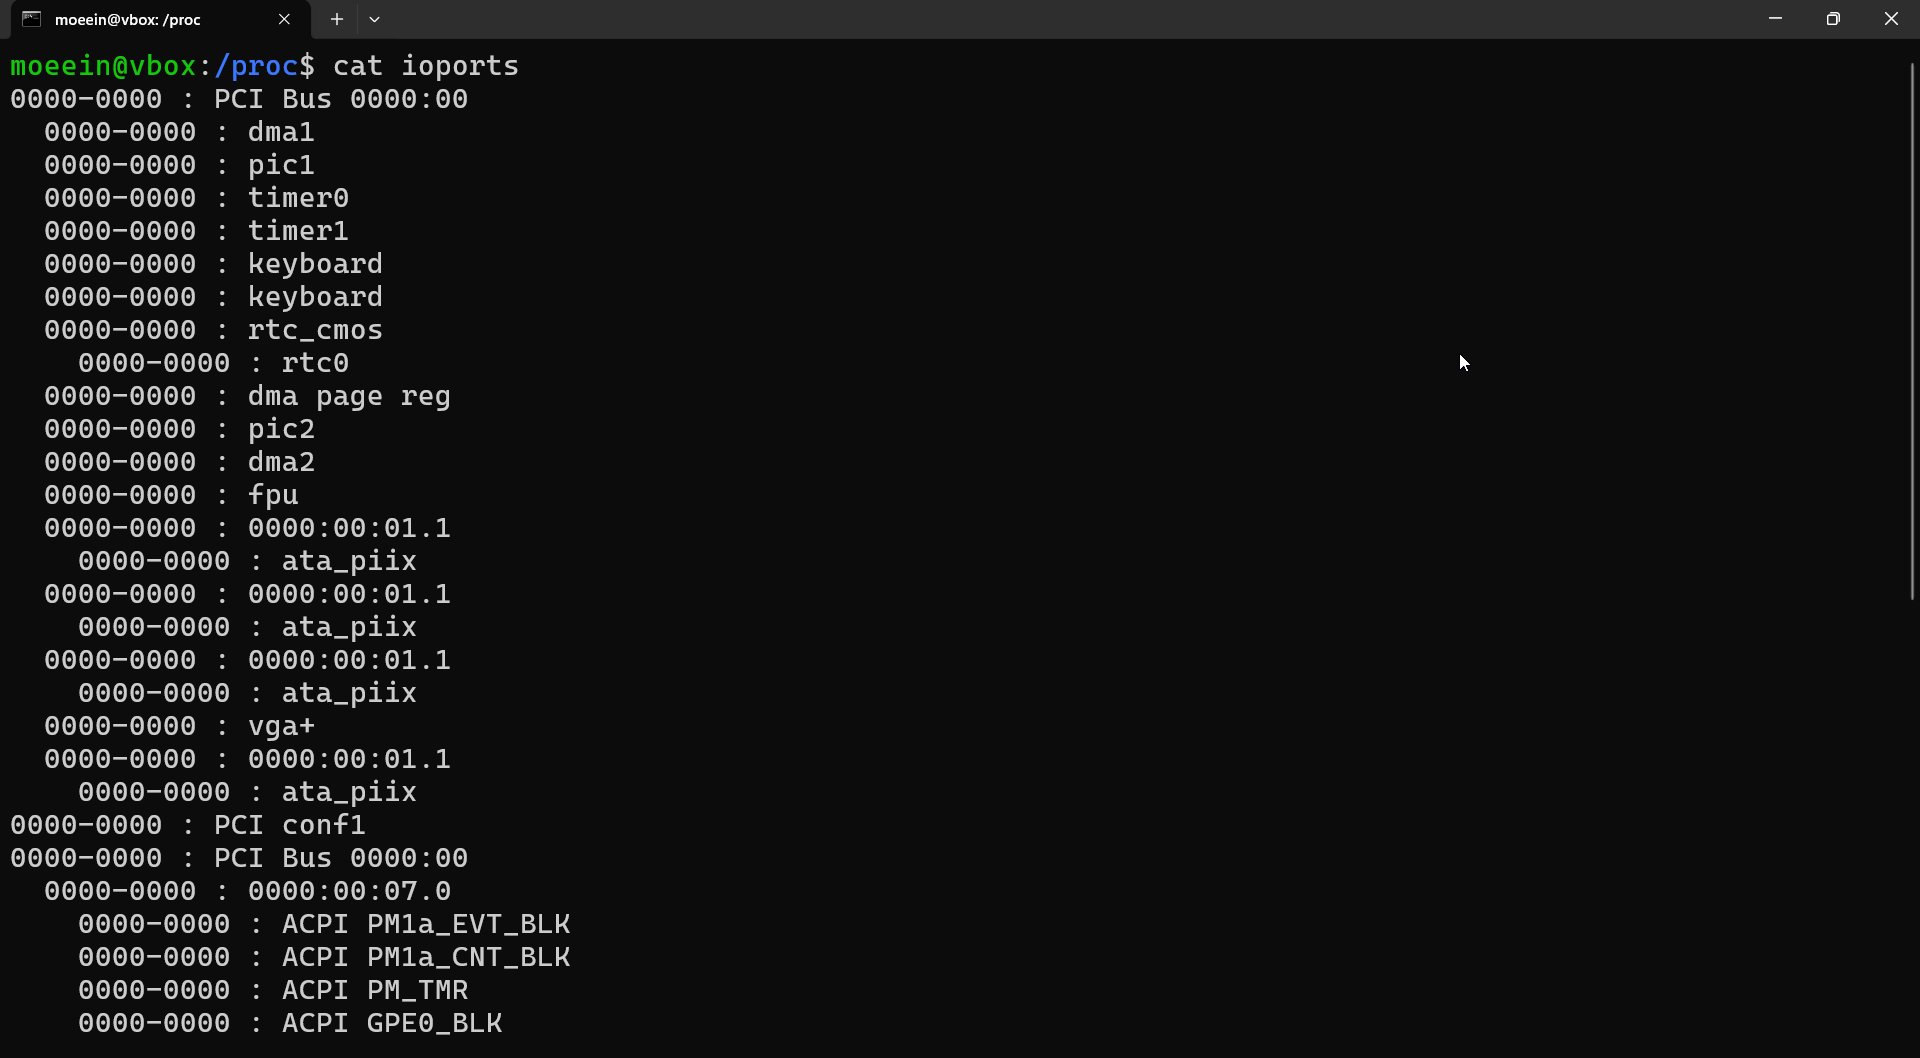 moeein@vbox: /proc
moeein@vbox:/proc$ cat ioports
0000-0000 : PCI Bus 0000:00
  0000-0000 : dma1
  0000-0000 : pic1
  0000-0000 : timer0
  0000-0000 : timer1
  0000-0000 : keyboard
  0000-0000 : keyboard
  0000-0000 : rtc_cmos
    0000-0000 : rtc0
  0000-0000 : dma page reg
  0000-0000 : pic2
  0000-0000 : dma2
  0000-0000 : fpu
  0000-0000 : 0000:00:01.1
    0000-0000 : ata_piix
  0000-0000 : 0000:00:01.1
    0000-0000 : ata_piix
  0000-0000 : 0000:00:01.1
    0000-0000 : ata_piix
  0000-0000 : vga+
  0000-0000 : 0000:00:01.1
    0000-0000 : ata_piix
0000-0000 : PCI conf1
0000-0000 : PCI Bus 0000:00
  0000-0000 : 0000:00:07.0
    0000-0000 : ACPI PM1a_EVT_BLK
    0000-0000 : ACPI PM1a_CNT_BLK
    0000-0000 : ACPI PM_TMR
    0000-0000 : ACPI GPE0_BLK